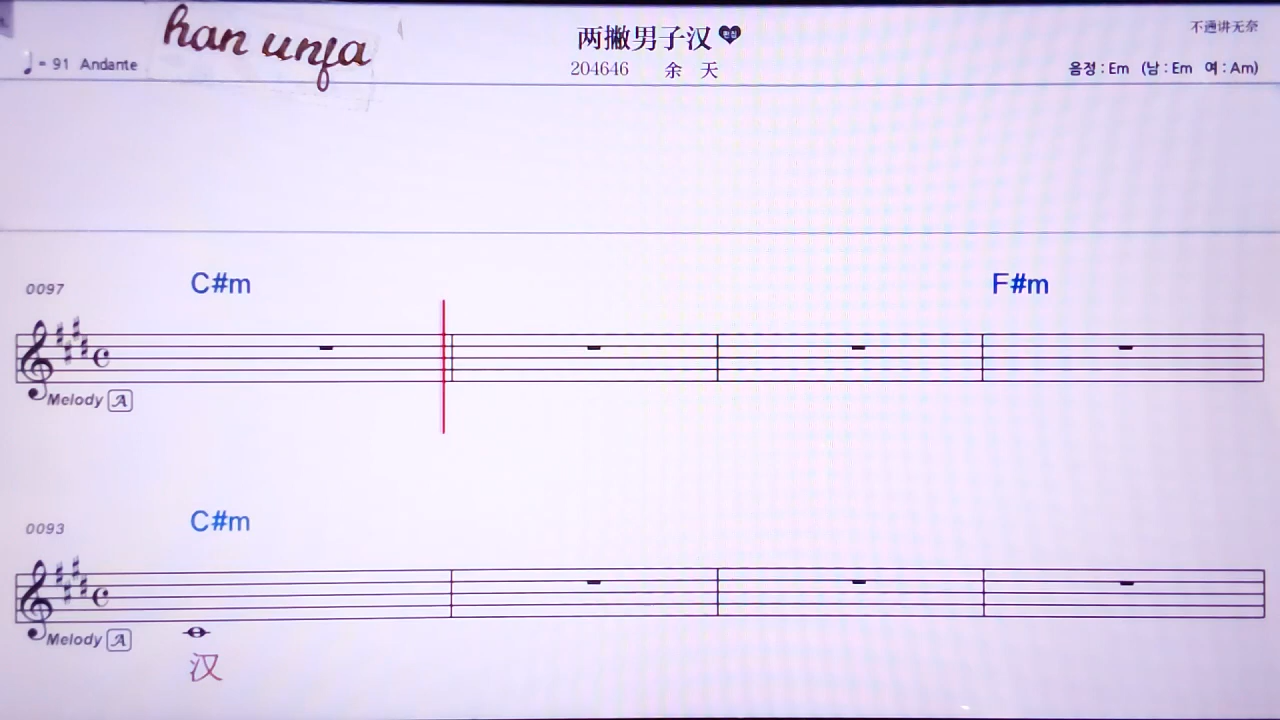 han unfa
两撇男子汉
不通讲无奈
= 91 Andante
204646 余 天
음정 : Em (남 : Em 여 : Am)
0097
C#m
F#m
Melody A
0093
C#m
Melody A
汉